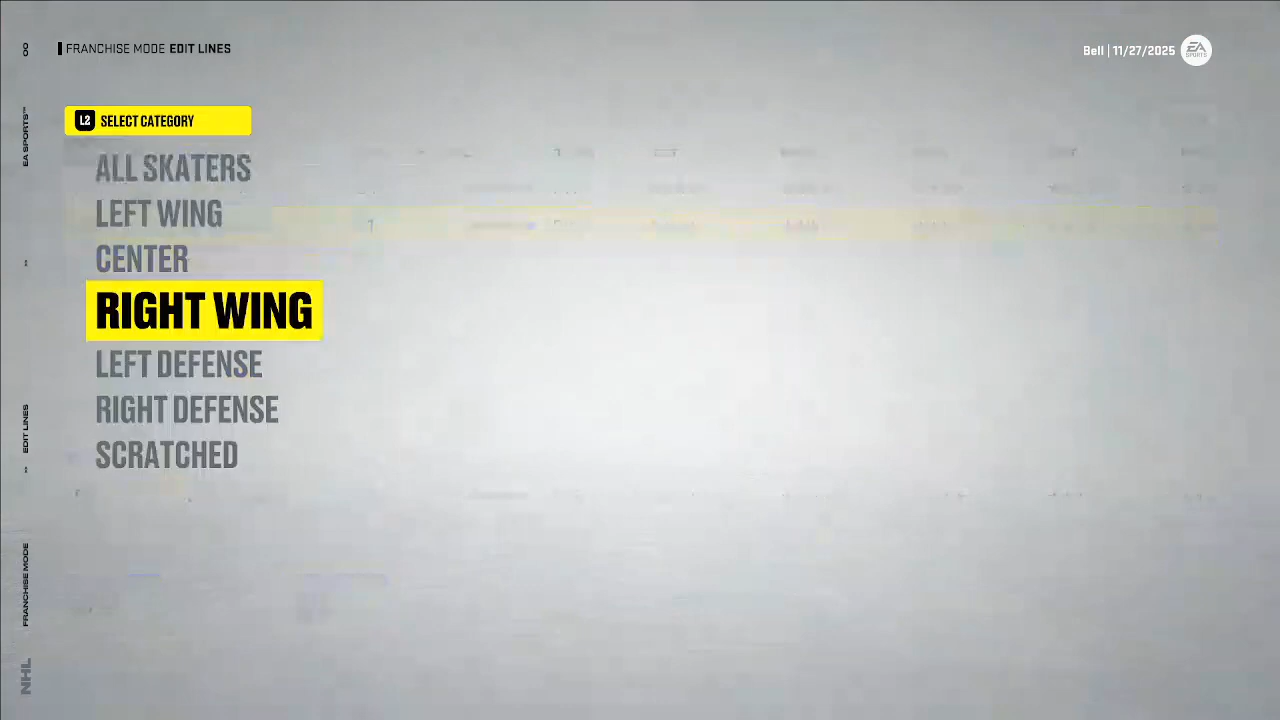 FRANCHISE MODE EDIT LINES
Bell | 11/27/2025
EA SPORTS
L2 SELECT CATEGORY
ALL SKATERS
LEFT WING
CENTER
RIGHT WING
LEFT DEFENSE
RIGHT DEFENSE
SCRATCHED
EA SPORTS™
EDIT LINES
FRANCHISE MODE
NHL